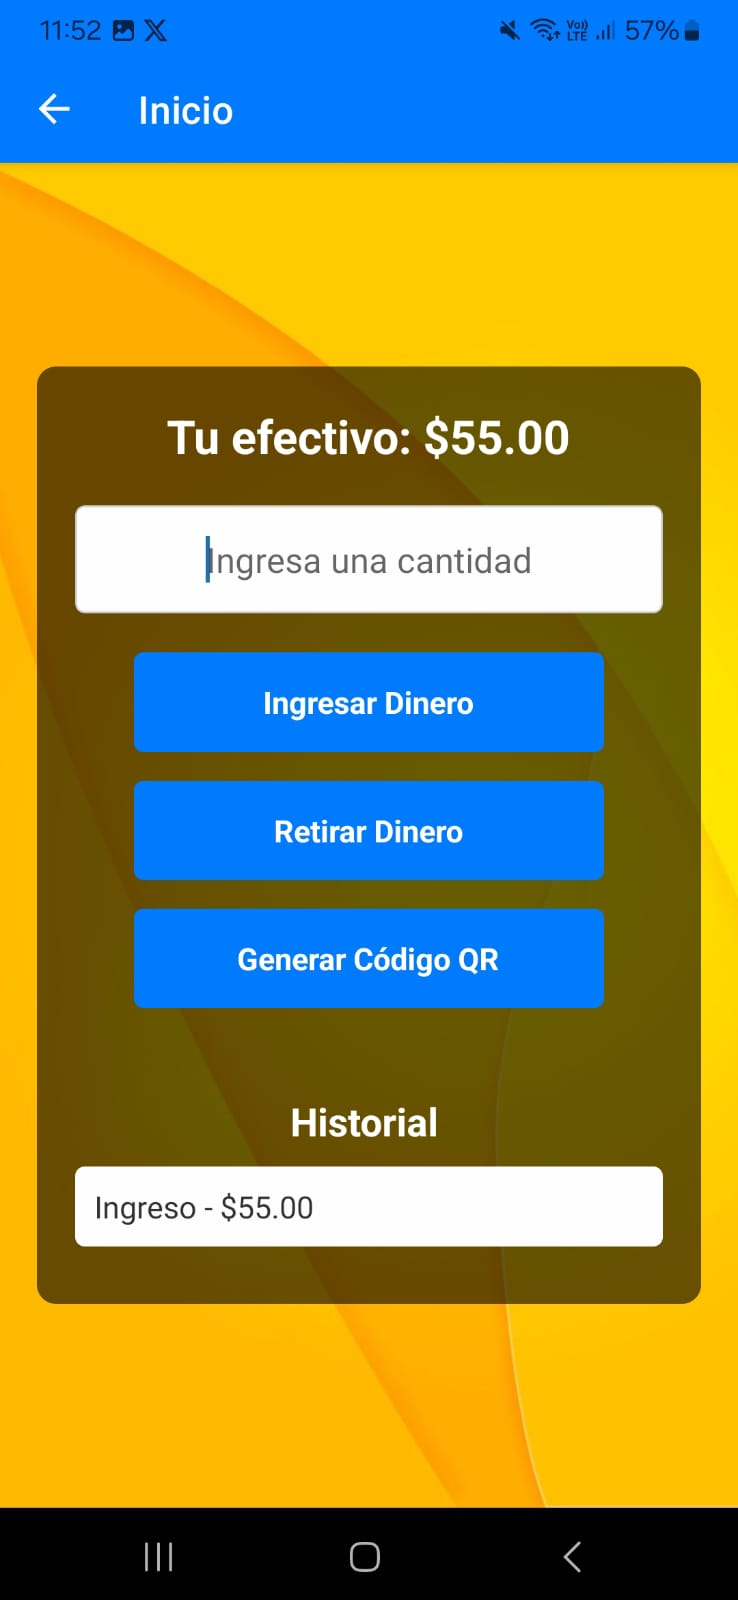 11:52
Vo)) LTE 57%
Inicio
Tu efectivo: $55.00
Ingresa una cantidad
Ingresar Dinero
Retirar Dinero
Generar Código QR
Historial
Ingreso - $55.00